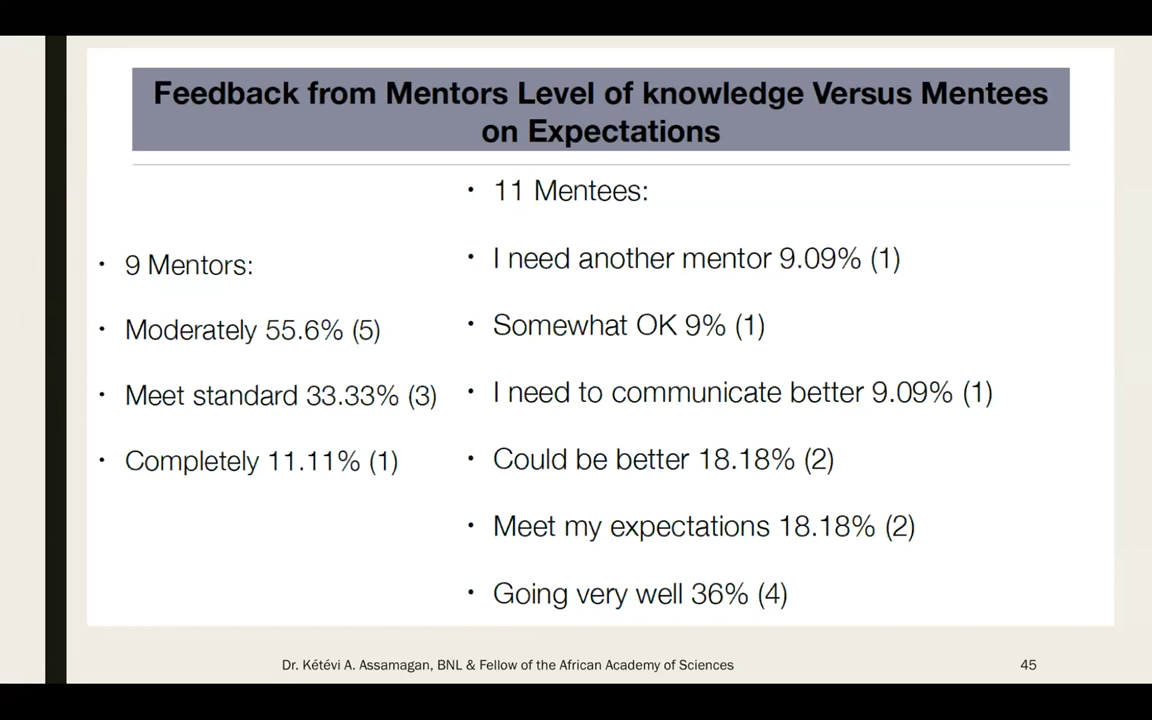 Feedback from Mentors Level of knowledge Versus Mentees
on Expectations
• 9 Mentors:
• Moderately 55.6% (5)
• Meet standard 33.33% (3)
• Completely 11.11% (1)
• 11 Mentees:
• I need another mentor 9.09% (1)
• Somewhat OK 9% (1)
• I need to communicate better 9.09% (1)
• Could be better 18.18% (2)
• Meet my expectations 18.18% (2)
• Going very well 36% (4)
Dr. Kétévi A. Assamagan, BNL & Fellow of the African Academy of Sciences
45